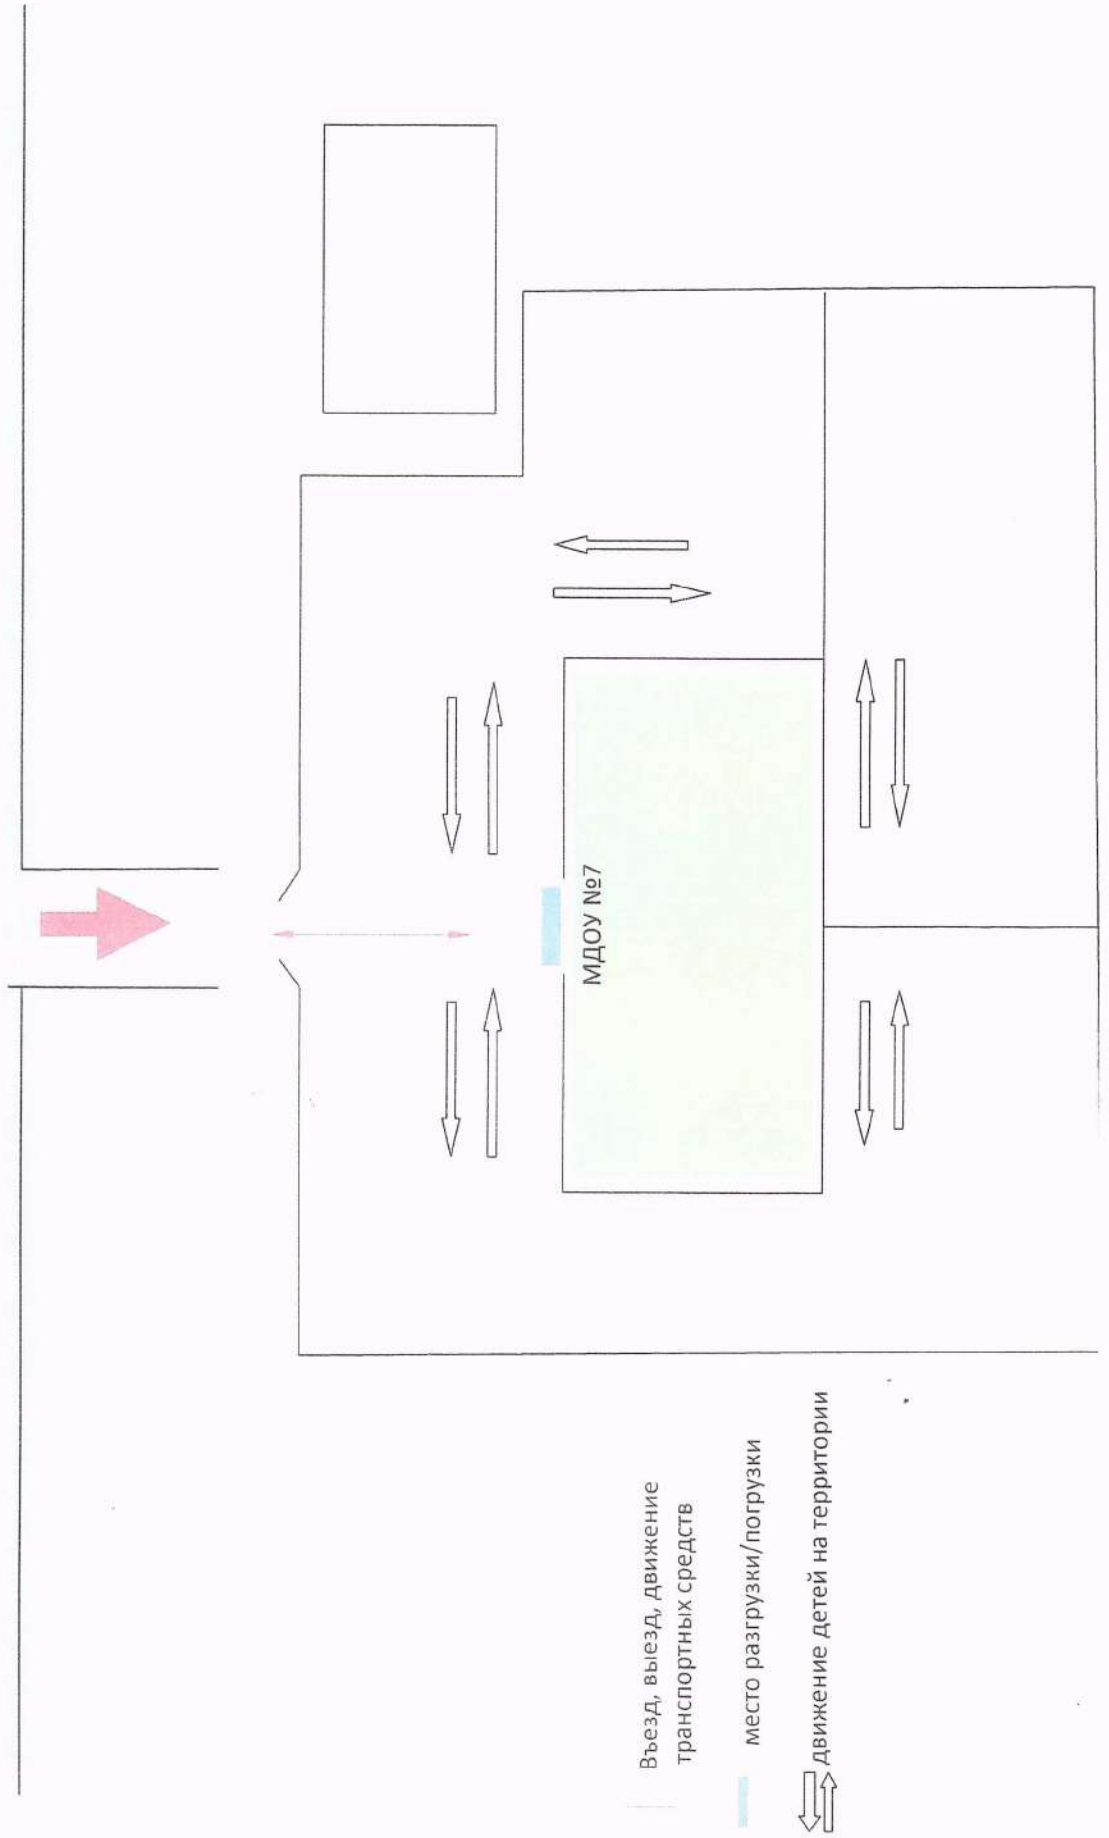 МДОУ №7
Въезд, выезд, движение
транспортных средств
место разгрузки/погрузки
движение детей на территории